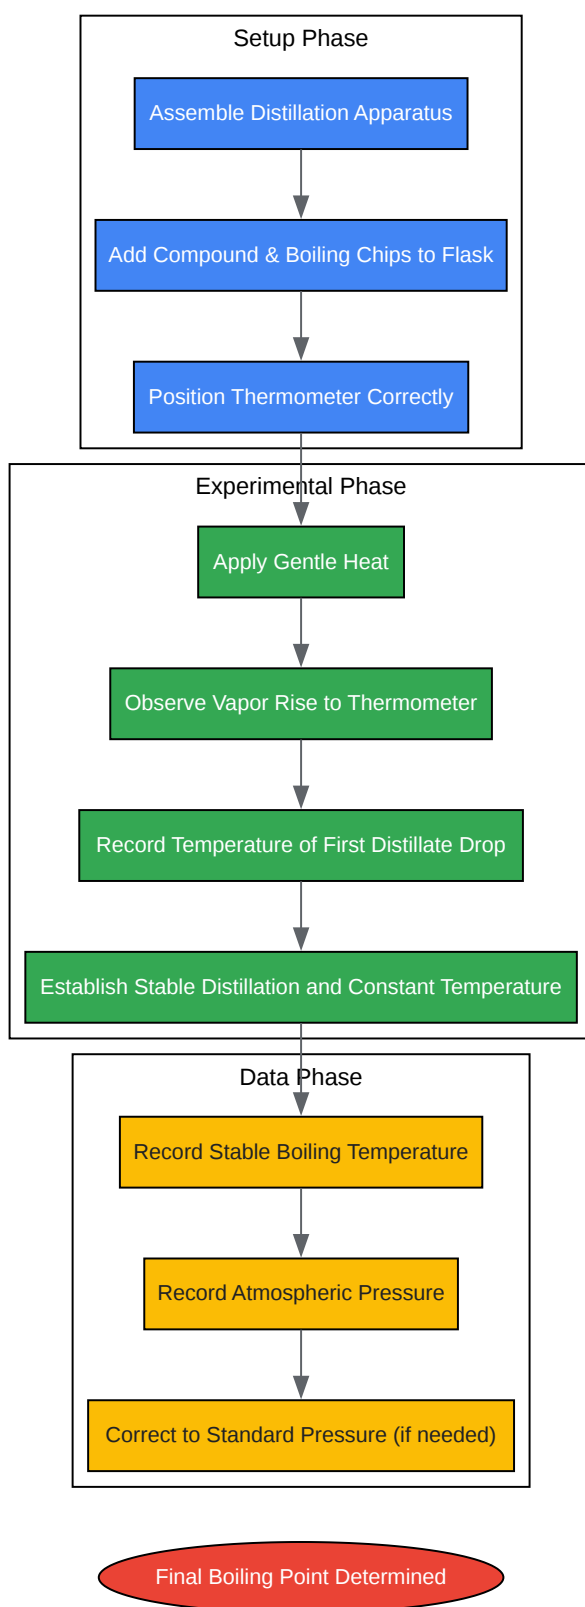 Setup Phase
Assemble Distillation Apparatus
Add Compound & Boiling Chips to Flask
Position Thermometer Correctly
Experimental Phase
Apply Gentle Heat
Observe Vapor Rise to Thermometer
Record Temperature of First Distillate Drop
Establish Stable Distillation and Constant Temperature
Data Phase
Record Stable Boiling Temperature
Record Atmospheric Pressure
Correct to Standard Pressure (if needed)
Final Boiling Point Determined